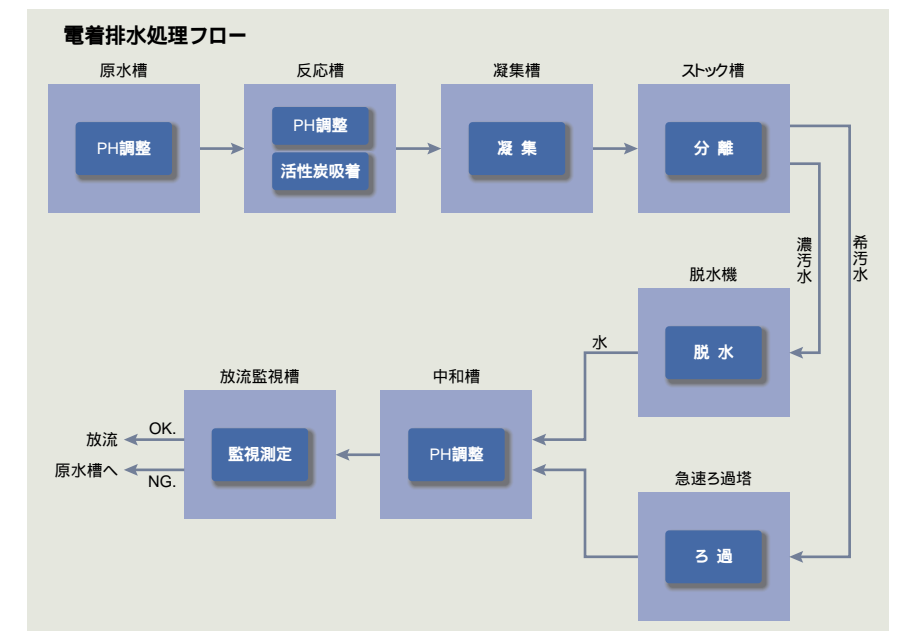 電着排水処理フロー
原水槽
反応槽
凝集槽
ストック槽
PH調整
PH調整
活性炭吸着
凝 集
分 離
濃汚水
希汚水
脱水機
脱 水
水
放流監視槽
中和槽
放流
OK.
監視測定
PH調整
原水槽へ
NG.
急速ろ過塔
ろ 過